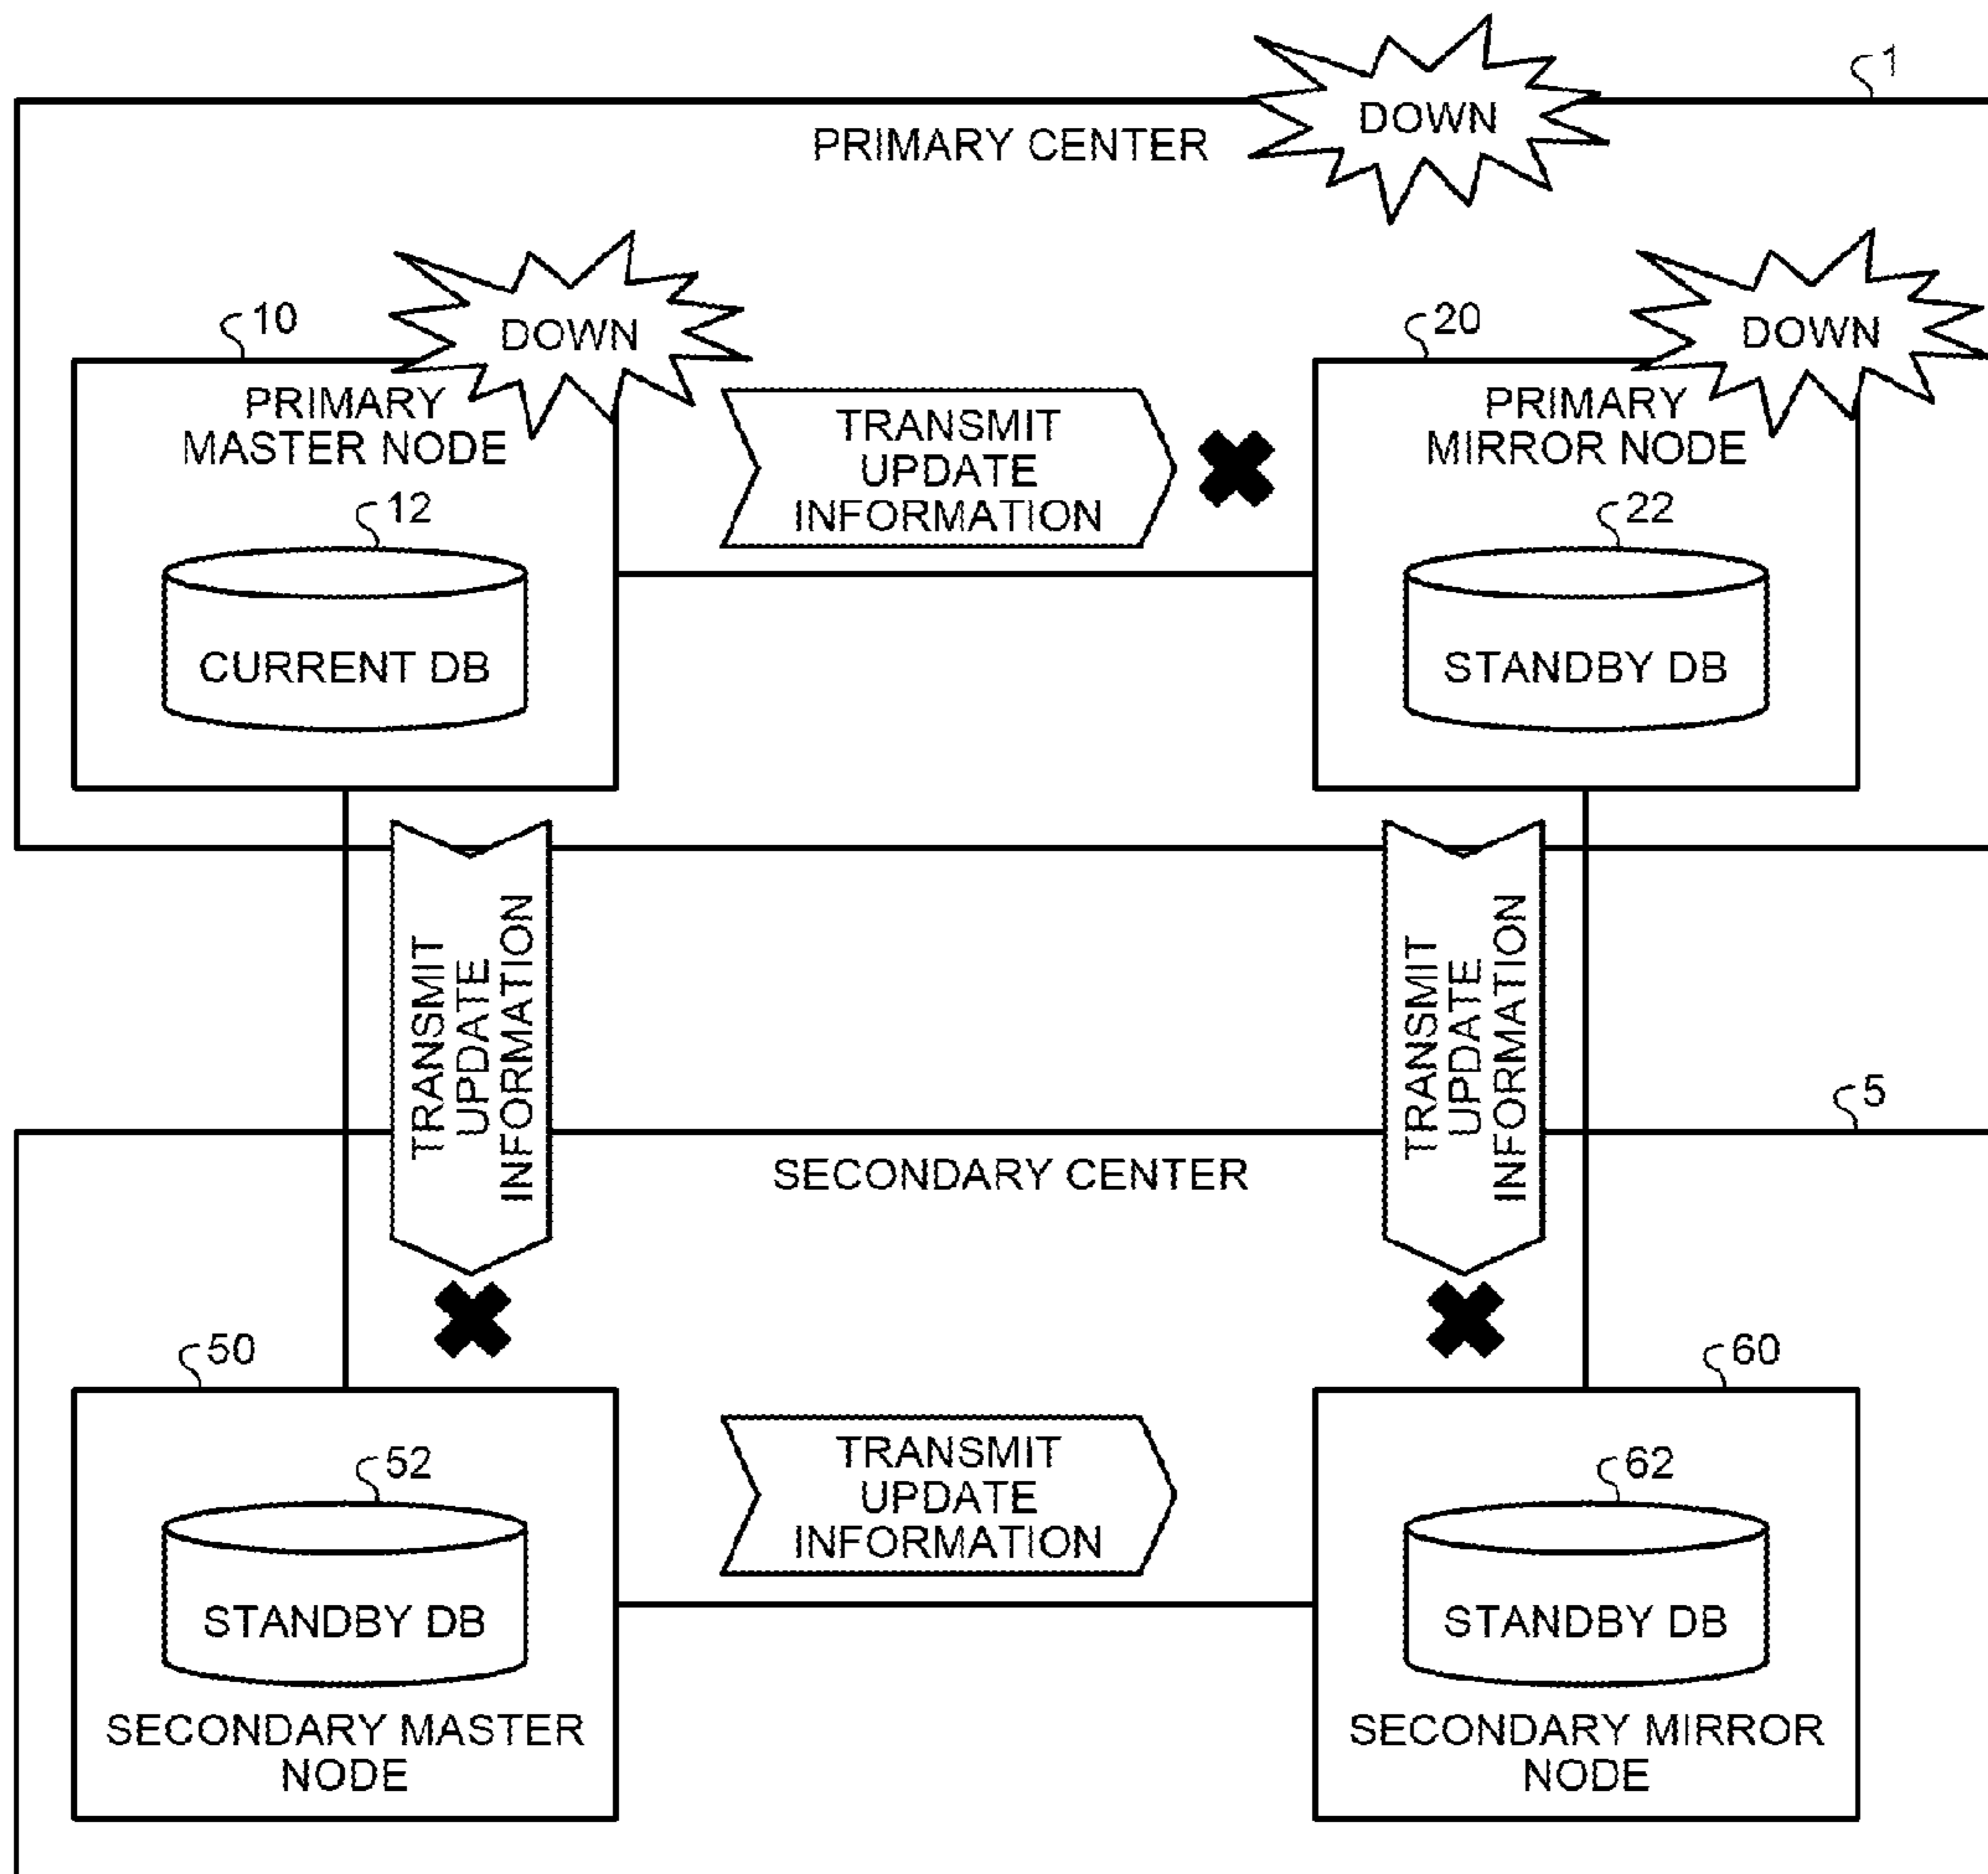 1
DOWN
PRIMARY CENTER
10
DOWN
20
DOWN
PRIMARY
MASTER NODE
TRANSMIT
UPDATE
INFORMATION
PRIMARY
MIRROR NODE
12
22
CURRENT DB
STANDBY DB
TRANSMIT
UPDATE
INFORMATION
TRANSMIT
UPDATE
INFORMATION
5
SECONDARY CENTER
50
60
TRANSMIT
UPDATE
INFORMATION
52
62
STANDBY DB
STANDBY DB
SECONDARY MASTER
NODE
SECONDARY MIRROR
NODE